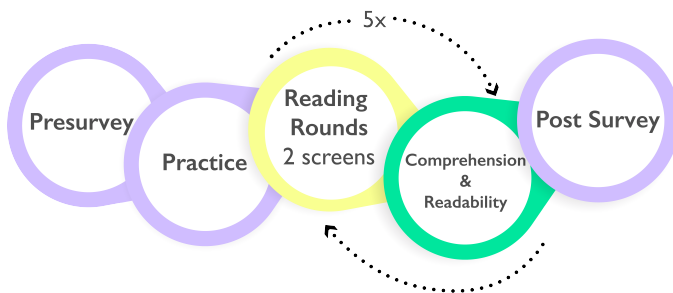 5x
Presurvey
Practice
Reading
Rounds
2 screens
Comprehension
&
Readability
Post Survey